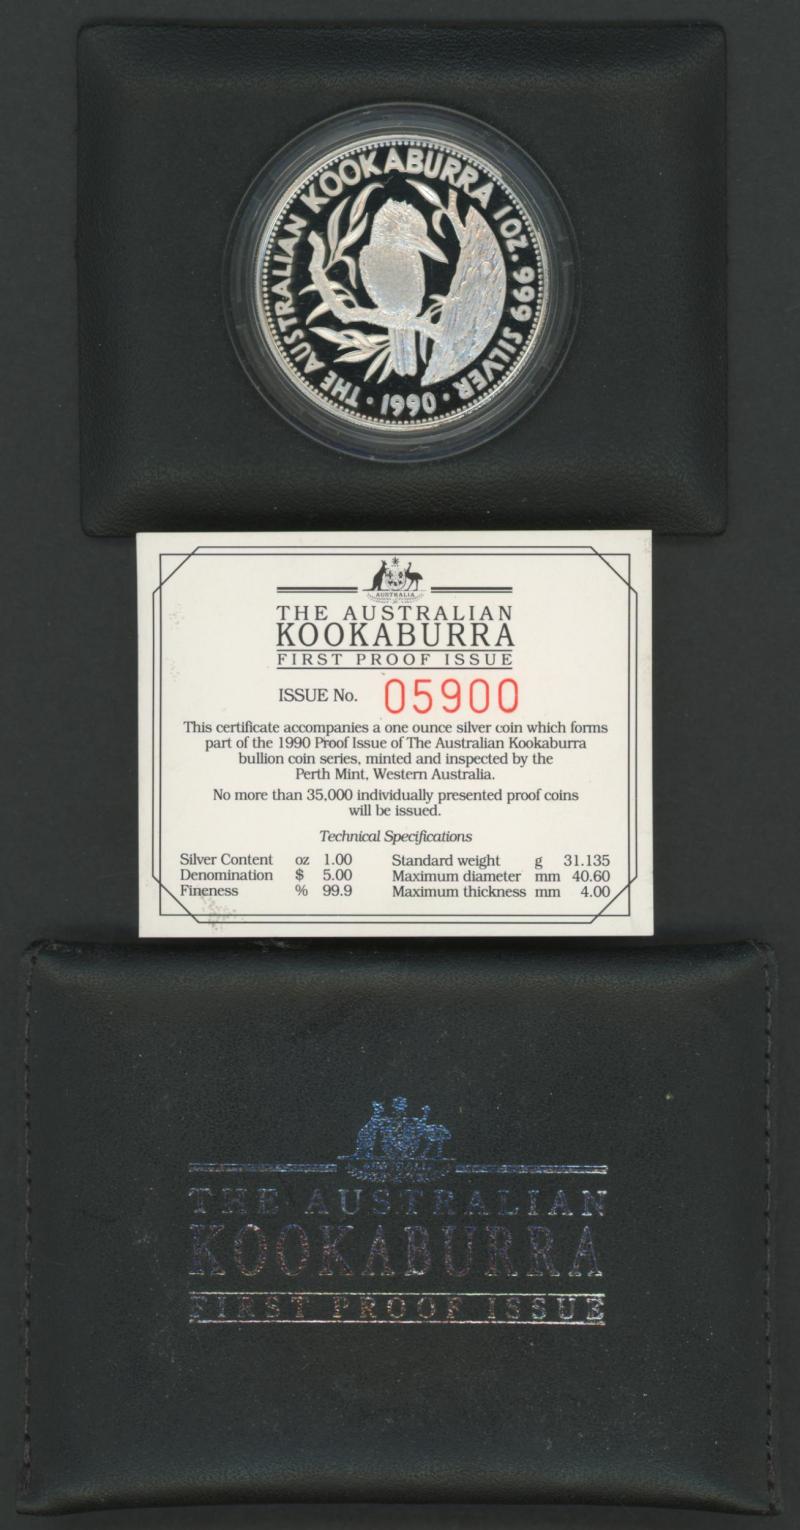 THE AUSTRALIAN KOOKABURRA 1 OZ. 999 SILVER
· 1990 ·
AUSTRALIA
THE AUSTRALIAN
KOOKABURRA
FIRST PROOF ISSUE
ISSUE No. 05900
This certificate accompanies a one ounce silver coin which forms
part of the 1990 Proof Issue of The Australian Kookaburra
bullion coin series, minted and inspected by the
Perth Mint, Western Australia.
No more than 35,000 individually presented proof coins
will be issued.
Technical Specifications
Silver Content oz 1.00 Standard weight g 31.135
Denomination $ 5.00 Maximum diameter mm 40.60
Fineness % 99.9 Maximum thickness mm 4.00
AUSTRALIA
THE AUSTRALIAN
KOOKABURRA
FIRST PROOF ISSUE